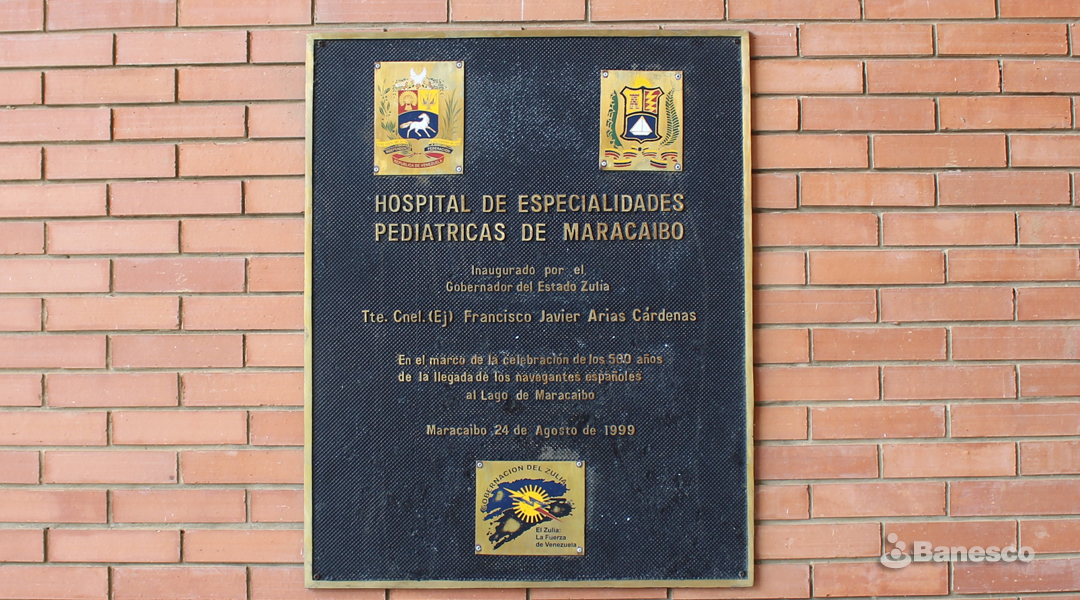 REPUBLICA DE VENEZUELA
HOSPITAL DE ESPECIALIDADES
PEDIATRICAS DE MARACAIBO
Inaugurado por el
Gobernador del Estado Zulia
Tte. Cnel. (Ej) Francisco Javier Arias Cárdenas
En el marco de la celebración de los 500 años
de la llegada de los navegantes españoles
al Lago de Maracaibo
Maracaibo 24 de Agosto de 1999
GOBERNACION DEL ZULIA
El Zulia:
La Fuerza
de Venezuela
Banesco